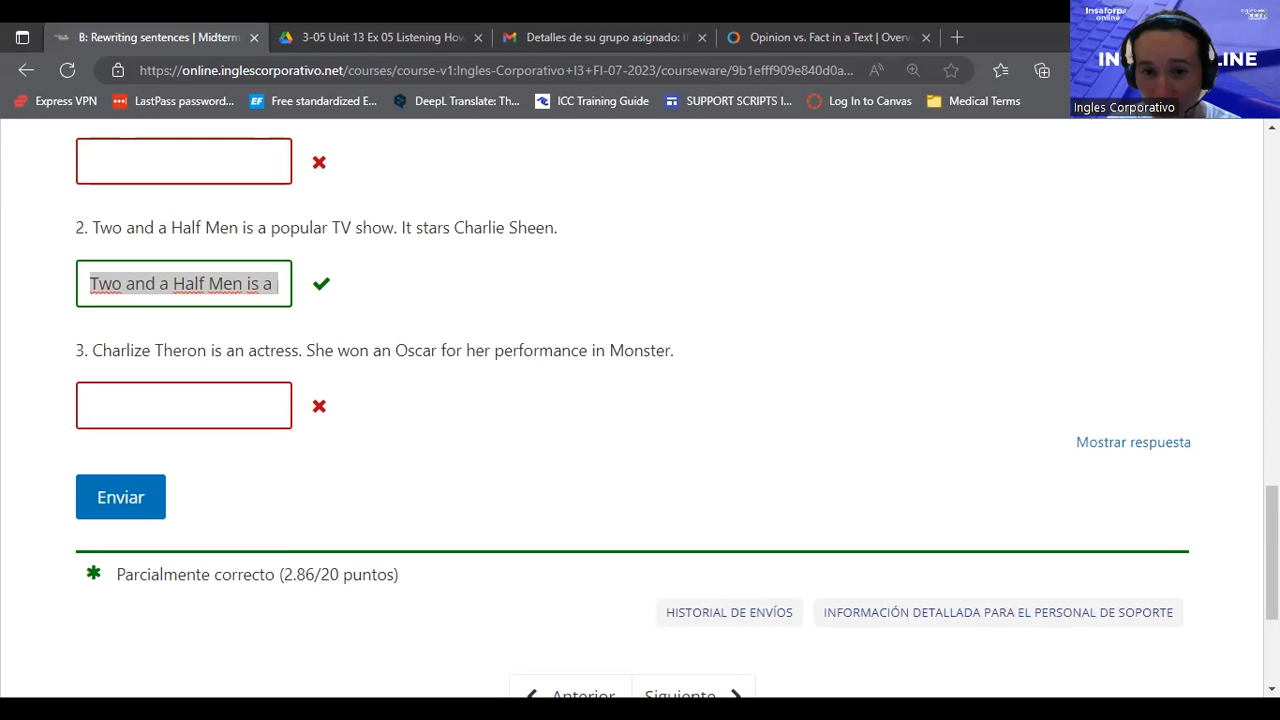 B: Rewriting sentences | Midterm
3-05 Unit 13 Ex 05 Listening Hov
Detalles de su grupo asignado: I
Opinion vs. Fact in a Text | Overv
https://online.inglescorporativo.net/courses/course-v1:Ingles-Corporativo+I3+FI-07-2023/courseware/9b1efff909e840d0a...
Express VPN
LastPass password...
Free standardized E...
DeepL Translate: Th...
ICC Training Guide
SUPPORT SCRIPTS I...
Log In to Canvas
Medical Terms
Insaforp
online
Ingles Corporativo
2. Two and a Half Men is a popular TV show. It stars Charlie Sheen.
Two and a Half Men is a
3. Charlize Theron is an actress. She won an Oscar for her performance in Monster.
Mostrar respuesta
Enviar
Parcialmente correcto (2.86/20 puntos)
HISTORIAL DE ENVÍOS
INFORMACIÓN DETALLADA PARA EL PERSONAL DE SOPORTE
Anterior
Siguiente